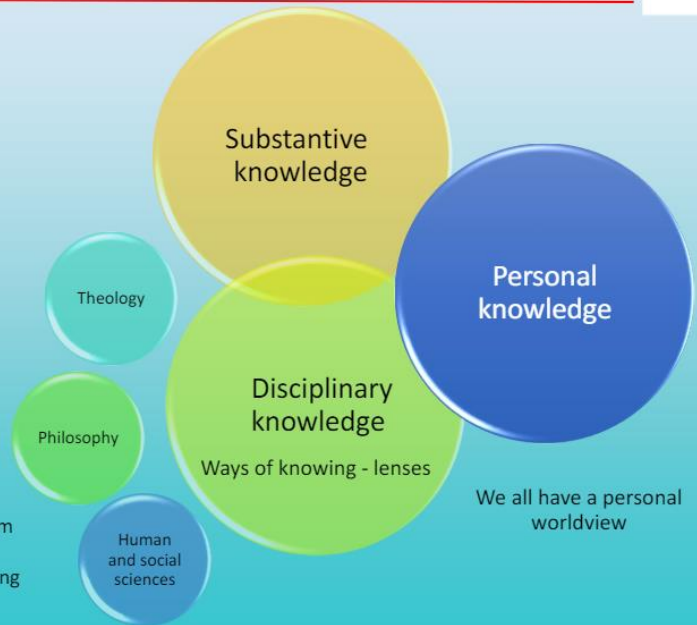 Substantive
knowledge
Personal
knowledge
Theology
Disciplinary
knowledge
Ways of knowing - lenses
Philosophy
We all have a personal
worldview
Human
and social
sciences